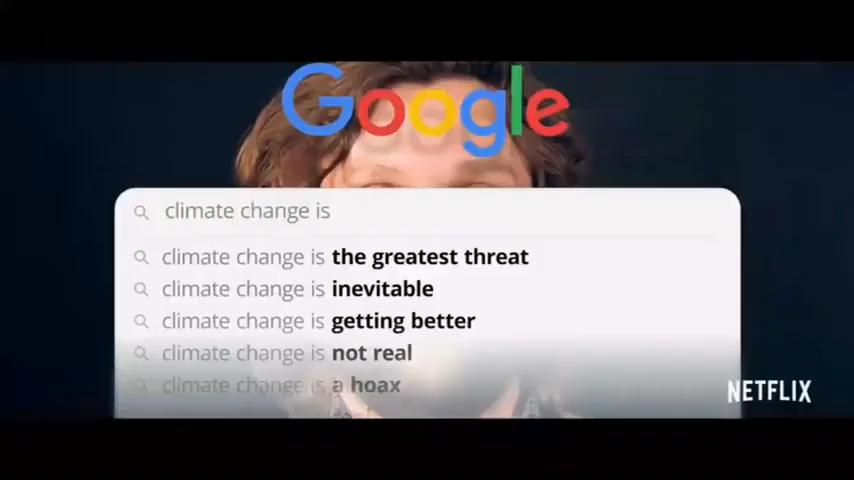 Google
climate change is
climate change is the greatest threat
climate change is inevitable
climate change is getting better
climate change is not real
climate change is a hoax
NETFLIX